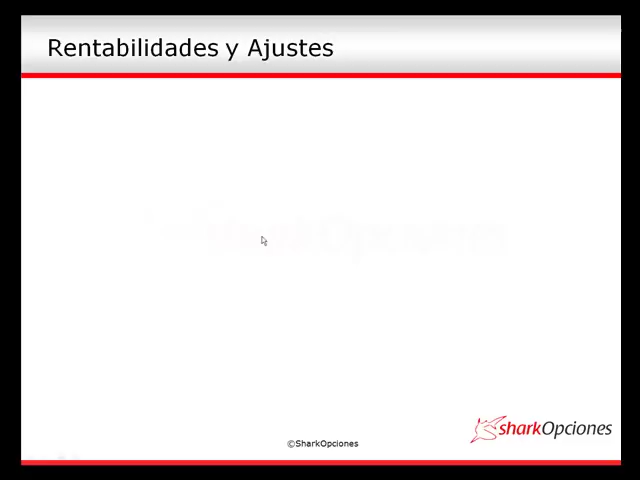 Rentabilidades y Ajustes
©SharkOpciones
sharkOpciones